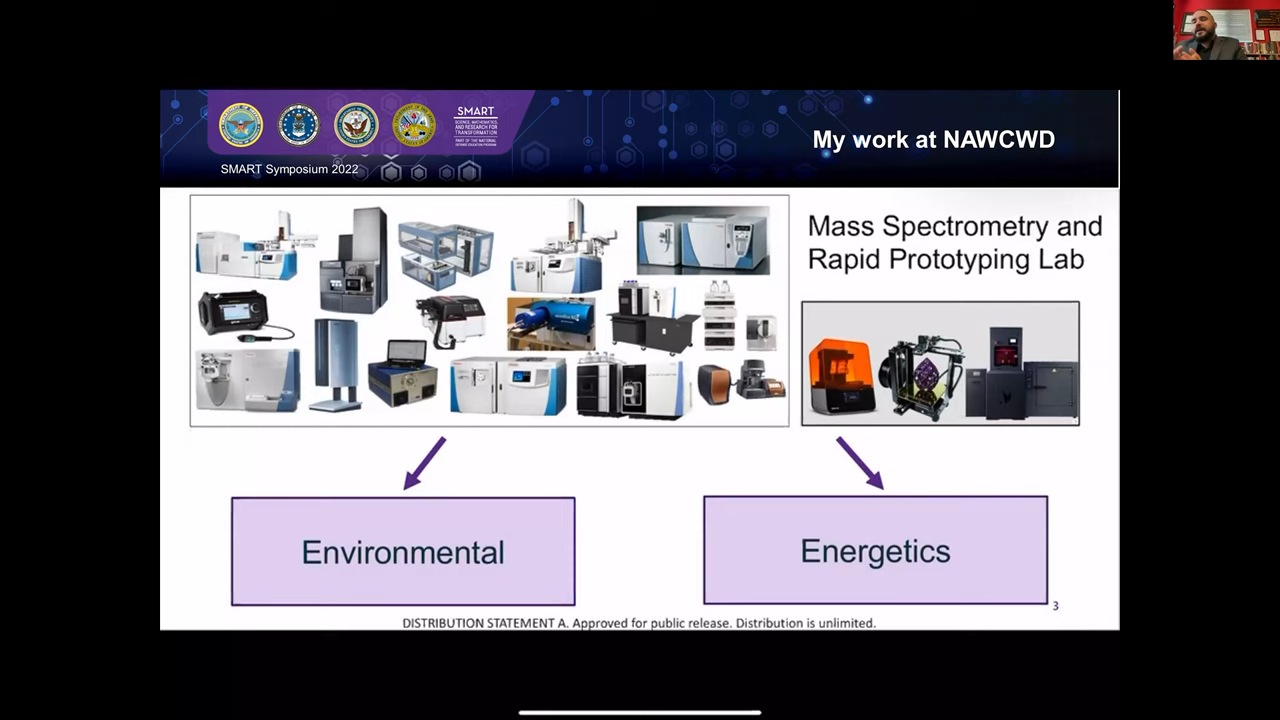 SMART
SCIENCE, MATHEMATICS,
AND RESEARCH FOR
TRANSFORMATION
PART OF THE NATIONAL
DEFENSE EDUCATION PROGRAM
My work at NAWCWD
SMART Symposium 2022
Mass Spectrometry and
Rapid Prototyping Lab
Environmental
Energetics
3
DISTRIBUTION STATEMENT A. Approved for public release. Distribution is unlimited.